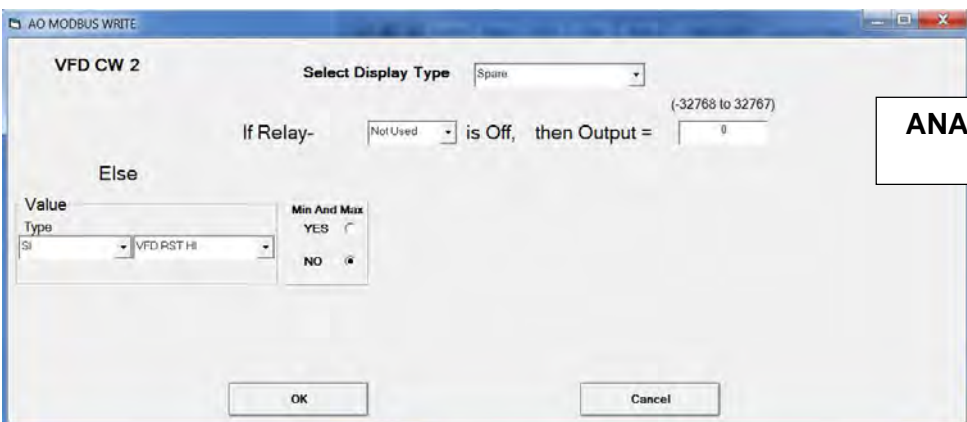 AO MODBUS WRITE
VFD CW 2
Select Display Type Spare
(-32768 to 32767)
If Relay- Not Used is Off, then Output = 0
ANA
Else
Value
Min And Max
Type
YES
SI VFD RST HI
NO
OK Cancel